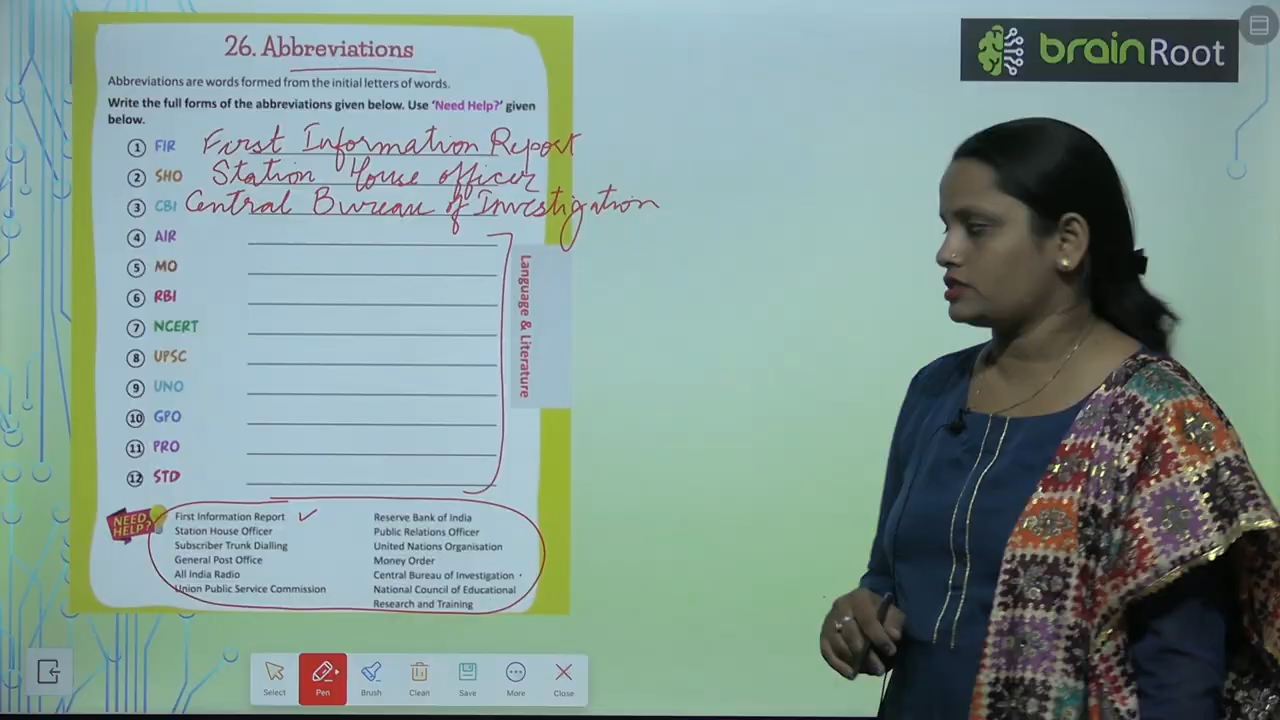 26. Abbreviations
brainRoot
Abbreviations are words formed from the initial letters of words.
Write the full forms of the abbreviations given below. Use 'Need Help?' given
below.
1 FIR First Information Report
2 SHO Station House officer
3 CBI Central Bureau of Investigation
4 AIR
5 MO
6 RBI
7 NCERT
8 UPSC
9 UNO
10 GPO
11 PRO
12 STD
Language & Literature
NEED HELP?
First Information Report
Station House Officer
Subscriber Trunk Dialling
General Post Office
All India Radio
Union Public Service Commission
Reserve Bank of India
Public Relations Officer
United Nations Organisation
Money Order
Central Bureau of Investigation
National Council of Educational
Research and Training
Select Pen Brush Clean Save More Close